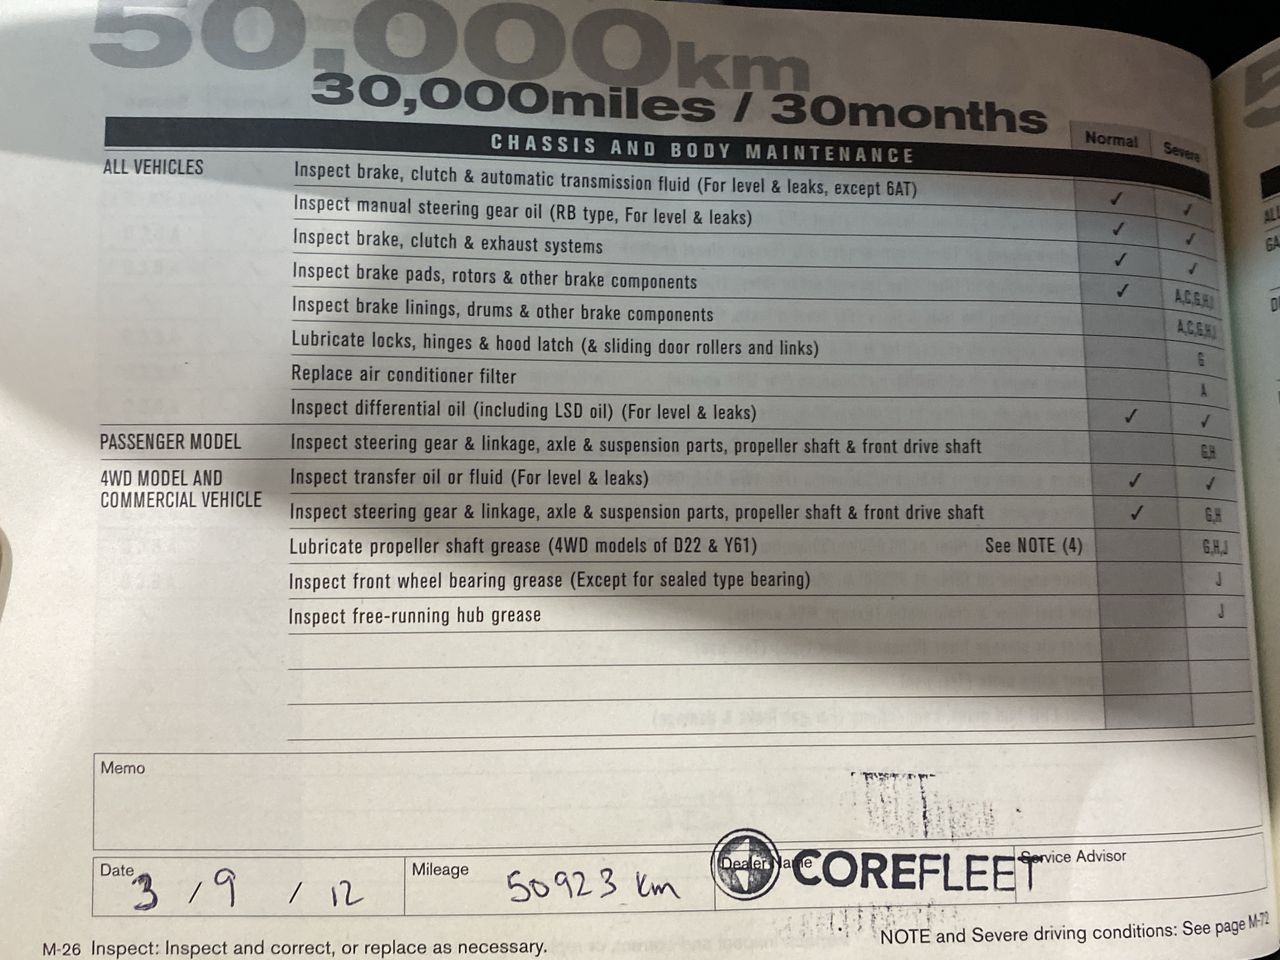 50,000km
30,000miles / 30months
CHASSIS AND BODY MAINTENANCE Normal Severe
ALL VEHICLES Inspect brake, clutch & automatic transmission fluid (For level & leaks, except 6AT) ✓ ✓
Inspect manual steering gear oil (RB type, For level & leaks) ✓ ✓
Inspect brake, clutch & exhaust systems ✓ ✓
Inspect brake pads, rotors & other brake components ✓ A,C,G,H,J
Inspect brake linings, drums & other brake components A,C,G,H,J
Lubricate locks, hinges & hood latch (& sliding door rollers and links) G
Replace air conditioner filter A
Inspect differential oil (including LSD oil) (For level & leaks) ✓ ✓
PASSENGER MODEL Inspect steering gear & linkage, axle & suspension parts, propeller shaft & front drive shaft G,H
4WD MODEL AND Inspect transfer oil or fluid (For level & leaks) ✓ ✓
COMMERCIAL VEHICLE Inspect steering gear & linkage, axle & suspension parts, propeller shaft & front drive shaft ✓ G,H
Lubricate propeller shaft grease (4WD models of D22 & Y61) See NOTE (4) G,H,J
Inspect front wheel bearing grease (Except for sealed type bearing) J
Inspect free-running hub grease J
Memo
Date 3 / 9 / 12 Mileage 50923 km Dealer Name COREFLEET Service Advisor
M-26 Inspect: Inspect and correct, or replace as necessary. NOTE and Severe driving conditions: See page M-72